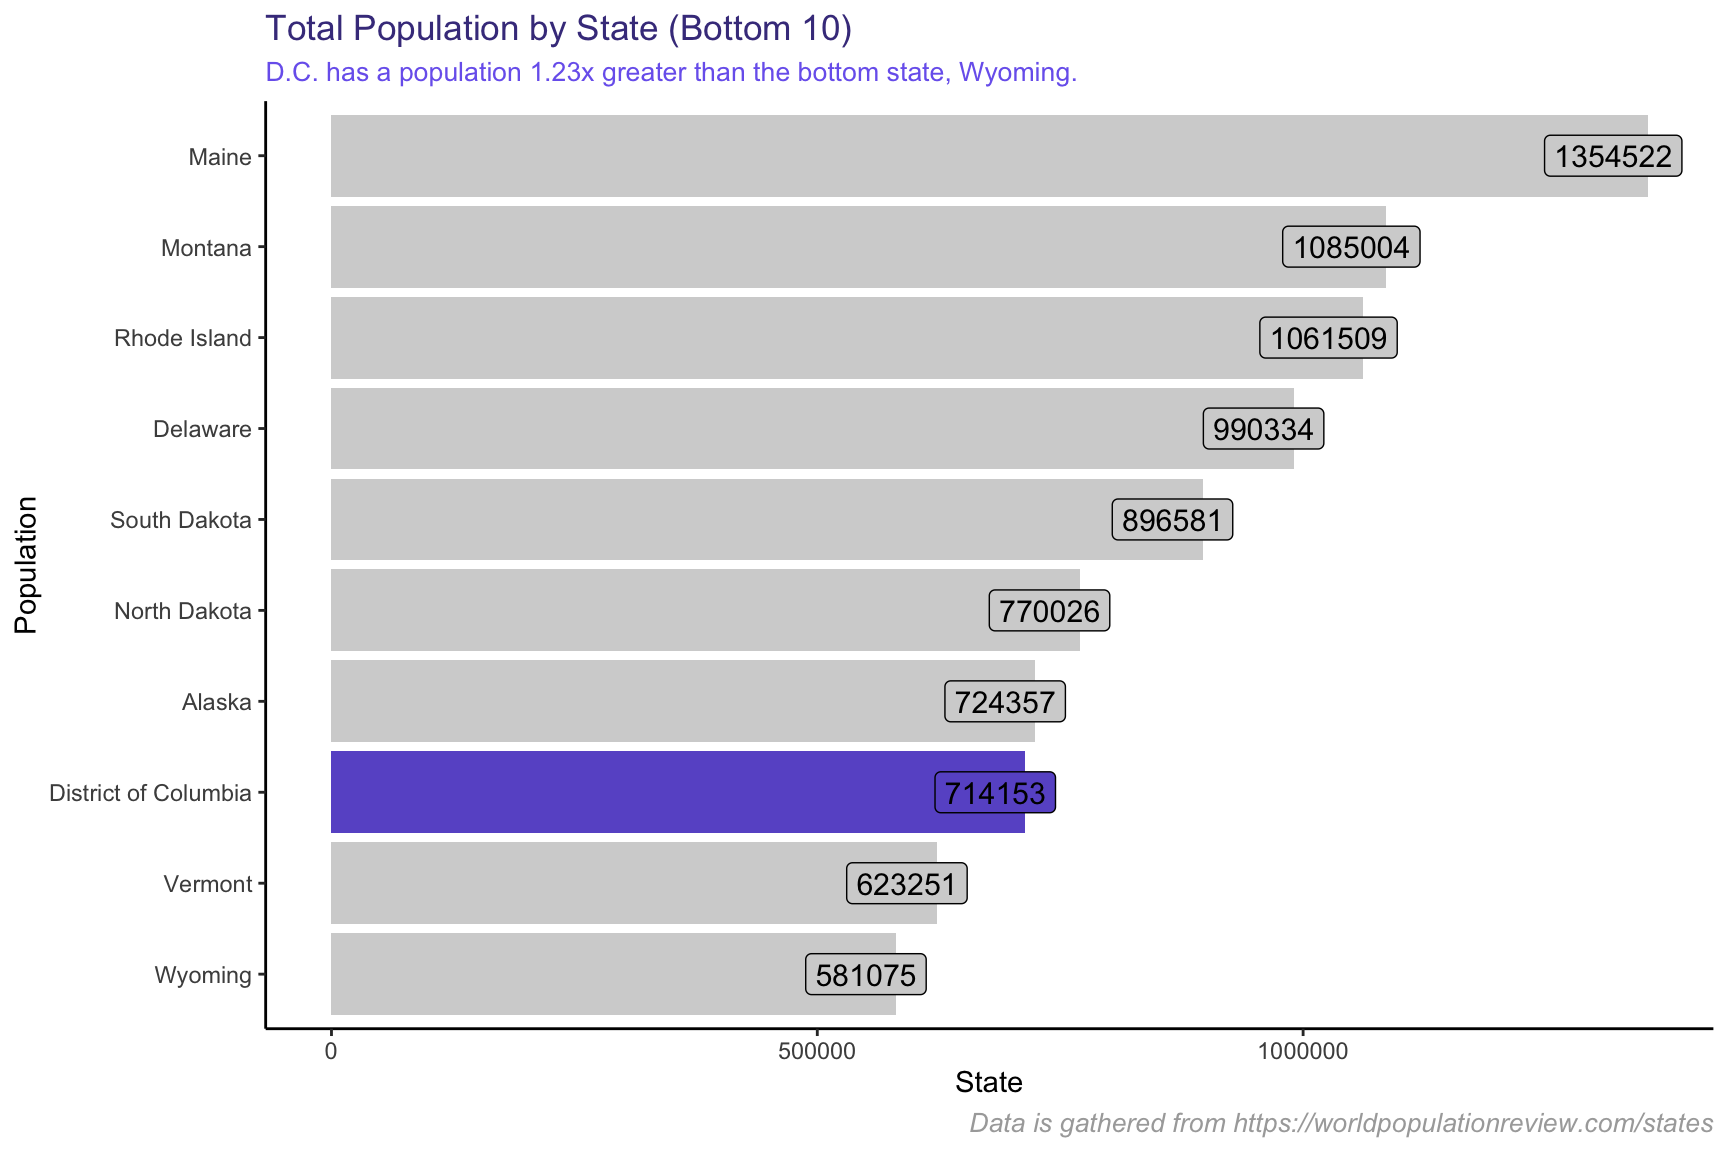 Total Population by State (Bottom 10)
D.C. has a population 1.23x greater than the bottom state, Wyoming.
Population
Maine 1354522
Montana 1085004
Rhode Island 1061509
Delaware 990334
South Dakota 896581
North Dakota 770026
Alaska 724357
District of Columbia 714153
Vermont 623251
Wyoming 581075
0 500000 1000000
State
Data is gathered from https://worldpopulationreview.com/states